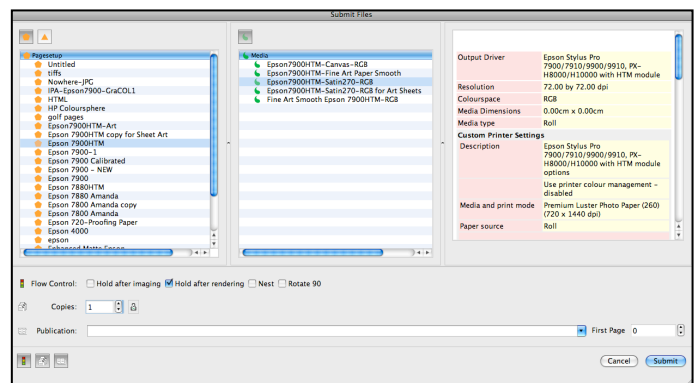 Submit Files
Pagesetup
Untitled
tiffs
Nowhere-JPG
IPA-Epson7900-GraCOL1
HTML
HP Coloursphere
golf pages
Epson7900HTM-Art
Epson 7900HTM copy for Sheet Art
Epson 7900HTM
Epson 7900-1
Epson 7900 Calibrated
Epson 7900 - NEW
Epson 7900
Epson 7880HTM
Epson 7880 Amanda
Epson 7800 Amanda copy
Epson 7800 Amanda
Epson 720-Proofing Paper
Epson 4000
epson
Enhanced Matte Epson
Media
Epson7900HTM-Canvas-RGB
Epson7900HTM-Fine Art Paper Smooth
Epson7900HTM-Satin270-RGB
Epson7900HTM-Satin270-RGB for Art Sheets
Fine Art Smooth Epson 7900HTM-RGB
Output Driver Epson Stylus Pro
7900/7910/9900/9910, PX-
H8000/H10000 with HTM module
Resolution 72.00 by 72.00 dpi
Colourspace RGB
Media Dimensions 0.00cm x 0.00cm
Media type Roll
Custom Printer Settings
Description Epson Stylus Pro
7900/7910/9900/9910, PX-
H8000/H10000 with HTM module
options
Use printer colour management -
disabled
Media and print mode Premium Luster Photo Paper (260)
(720 x 1440 dpi)
Paper source Roll
Flow Control: Hold after imaging Hold after rendering Nest Rotate 90
Copies: 1
Publication: First Page 0
Cancel Submit